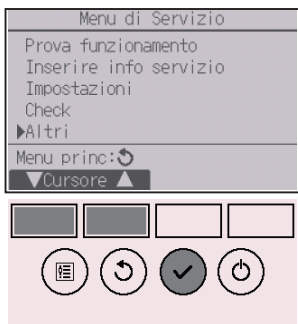 Menu di Servizio
Prova funzionamento
Inserire info servizio
Impostazioni
Check
▶Altri
Menu princ:↺
▼Cursore▲